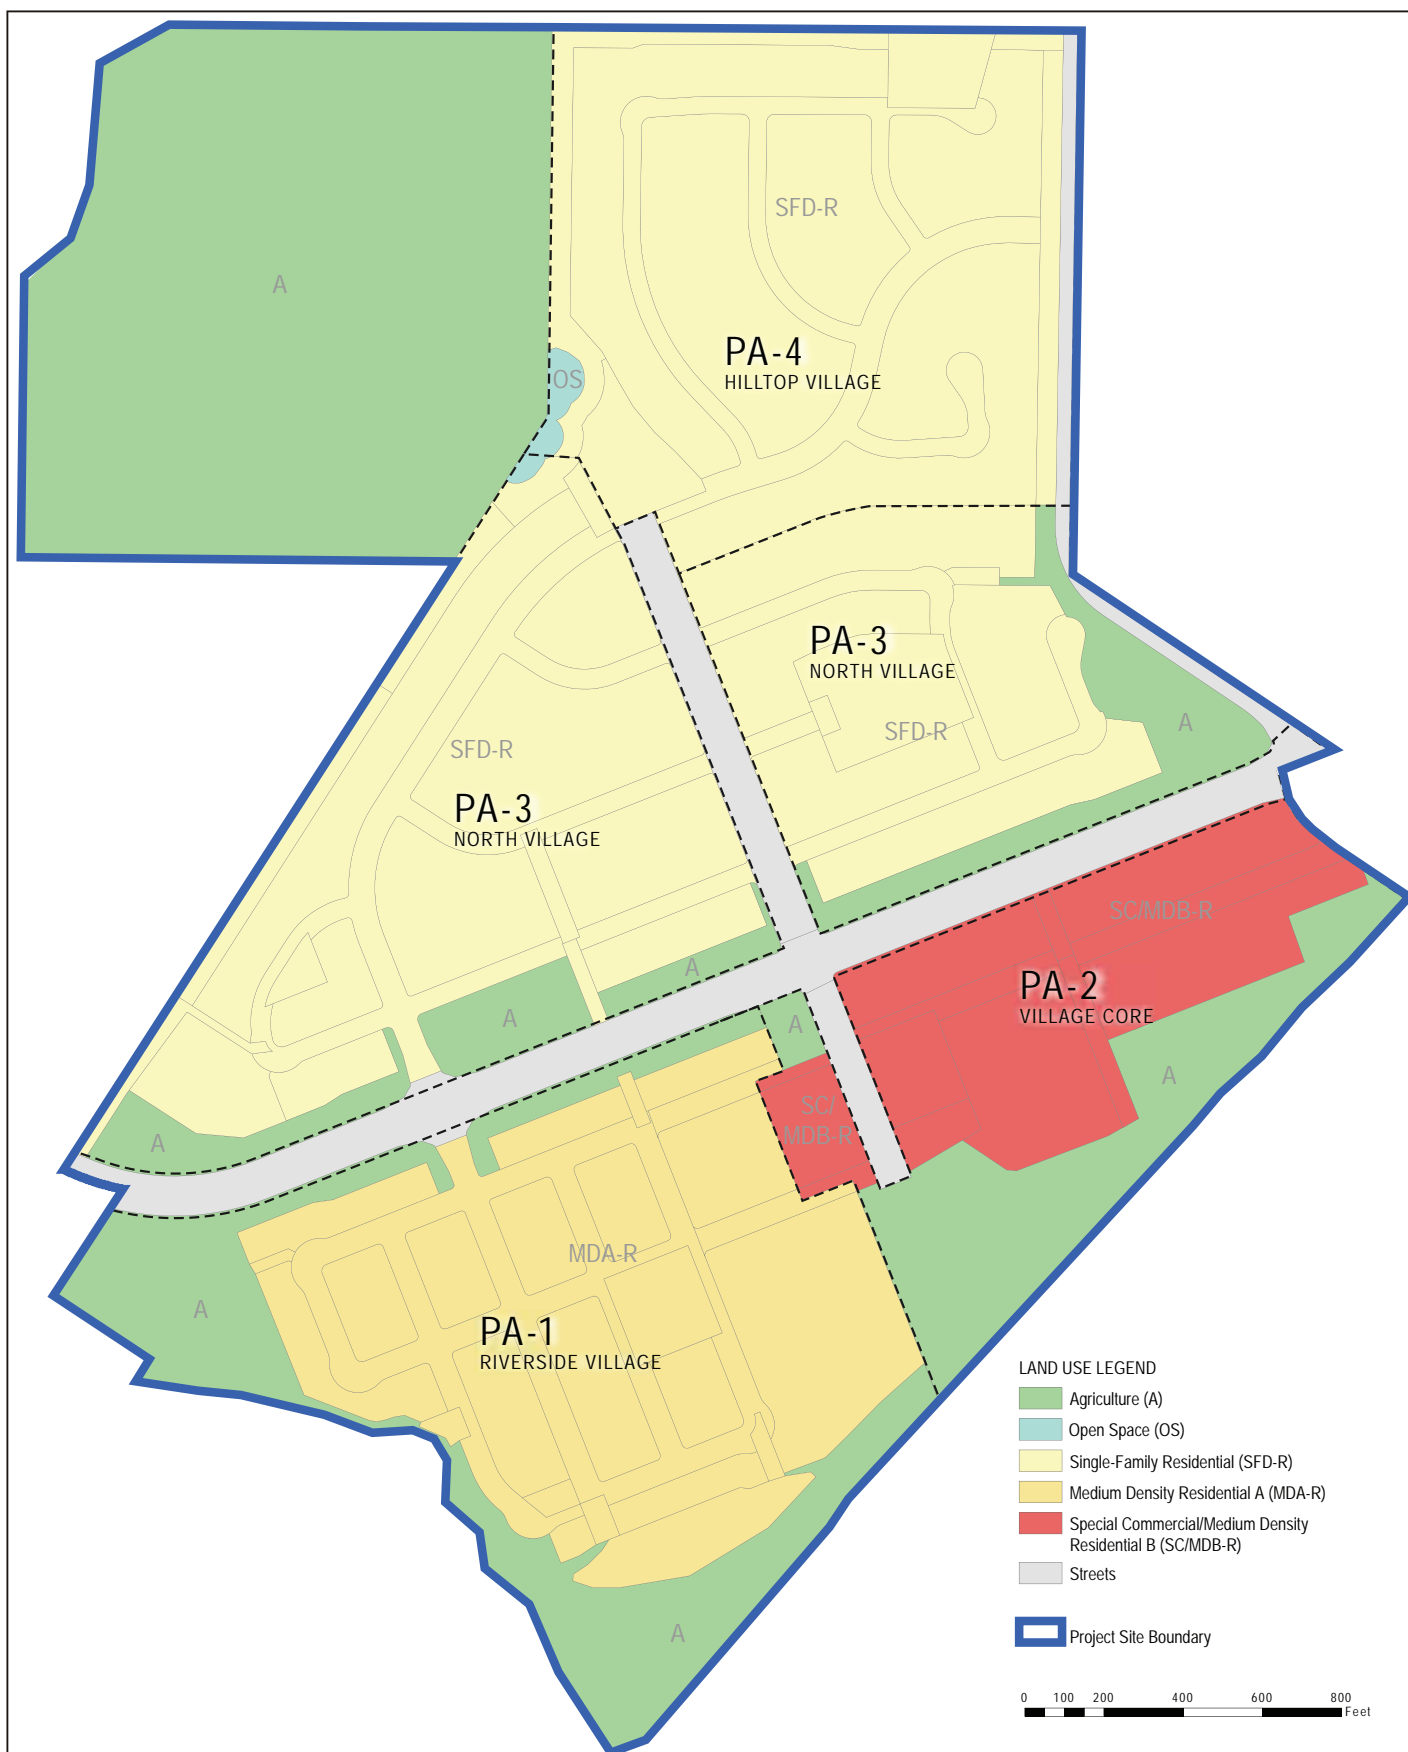 SFD-R
A
PA-4
HILLTOP VILLAGE
OS
PA-3
NORTH VILLAGE
SFD-R
A
SFD-R
PA-3
NORTH VILLAGE
SC/MDB-R
A
PA-2
VILLAGE CORE
A
A
A
SC/
MDB-R
A
MDA-R
A
PA-1
RIVERSIDE VILLAGE
A
LAND USE LEGEND
Agriculture (A)
Open Space (OS)
Single-Family Residential (SFD-R)
Medium Density Residential A (MDA-R)
Special Commercial/Medium Density
Residential B (SC/MDB-R)
Streets
Project Site Boundary
0 100 200 400 600 800
Feet